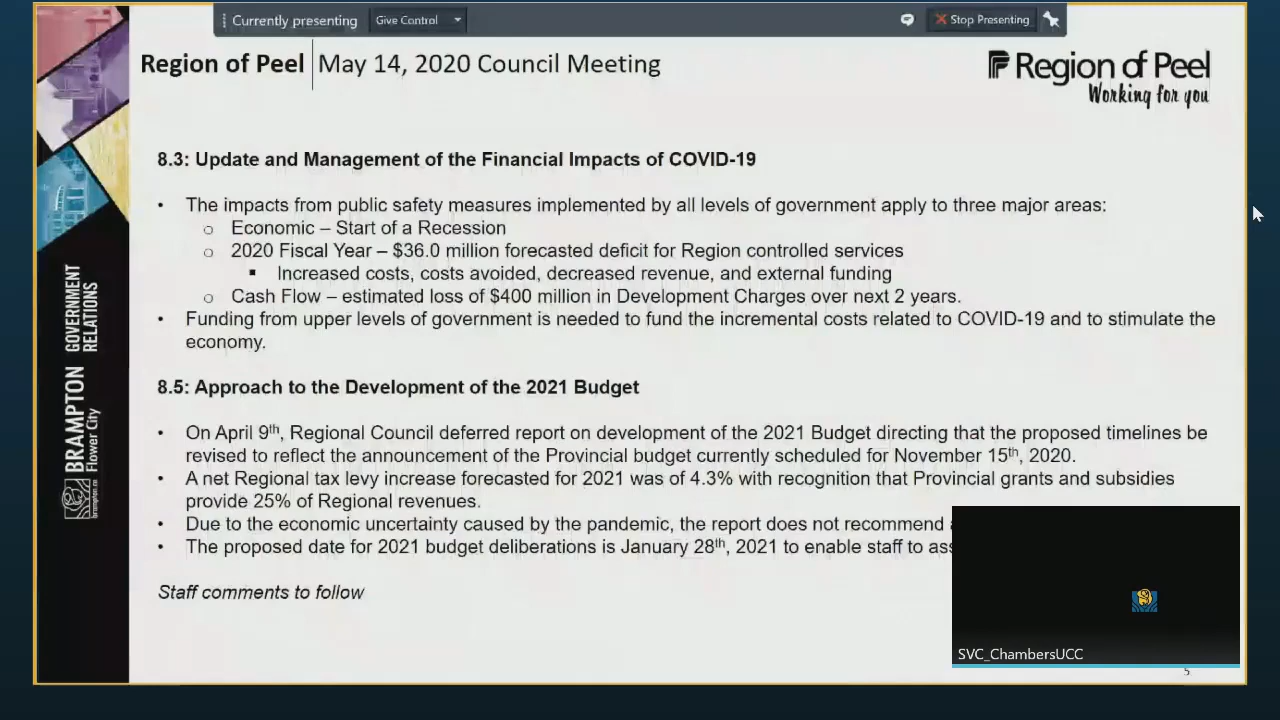 Currently presenting
Give Control
Stop Presenting
Region of Peel May 14, 2020 Council Meeting
Region of Peel
Working for you
8.3: Update and Management of the Financial Impacts of COVID-19
• The impacts from public safety measures implemented by all levels of government apply to three major areas:
o Economic – Start of a Recession
o 2020 Fiscal Year – $36.0 million forecasted deficit for Region controlled services
▪ Increased costs, costs avoided, decreased revenue, and external funding
o Cash Flow – estimated loss of $400 million in Development Charges over next 2 years.
• Funding from upper levels of government is needed to fund the incremental costs related to COVID-19 and to stimulate the
economy.
8.5: Approach to the Development of the 2021 Budget
• On April 9th, Regional Council deferred report on development of the 2021 Budget directing that the proposed timelines be
revised to reflect the announcement of the Provincial budget currently scheduled for November 15th, 2020.
• A net Regional tax levy increase forecasted for 2021 was of 4.3% with recognition that Provincial grants and subsidies
provide 25% of Regional revenues.
• Due to the economic uncertainty caused by the pandemic, the report does not recommend
• The proposed date for 2021 budget deliberations is January 28th, 2021 to enable staff to
Staff comments to follow
SVC_ChambersUCC
5
GOVERNMENT
RELATIONS
BRAMPTON
Flower City
brampton.ca